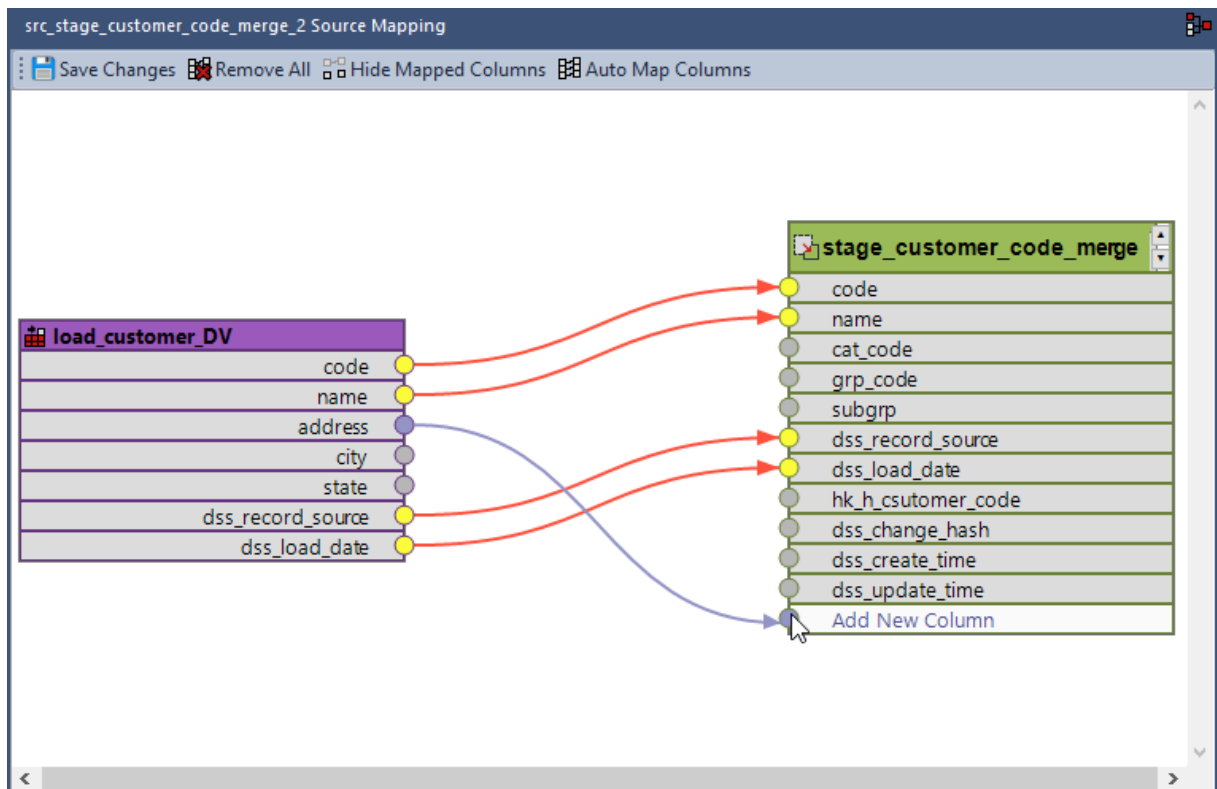 src_stage_customer_code_merge_2 Source Mapping
Save Changes Remove All Hide Mapped Columns Auto Map Columns
load_customer_DV
code
name
address
city
state
dss_record_source
dss_load_date
stage_customer_code_merge
code
name
cat_code
grp_code
subgrp
dss_record_source
dss_load_date
hk_h_csutomer_code
dss_change_hash
dss_create_time
dss_update_time
Add New Column